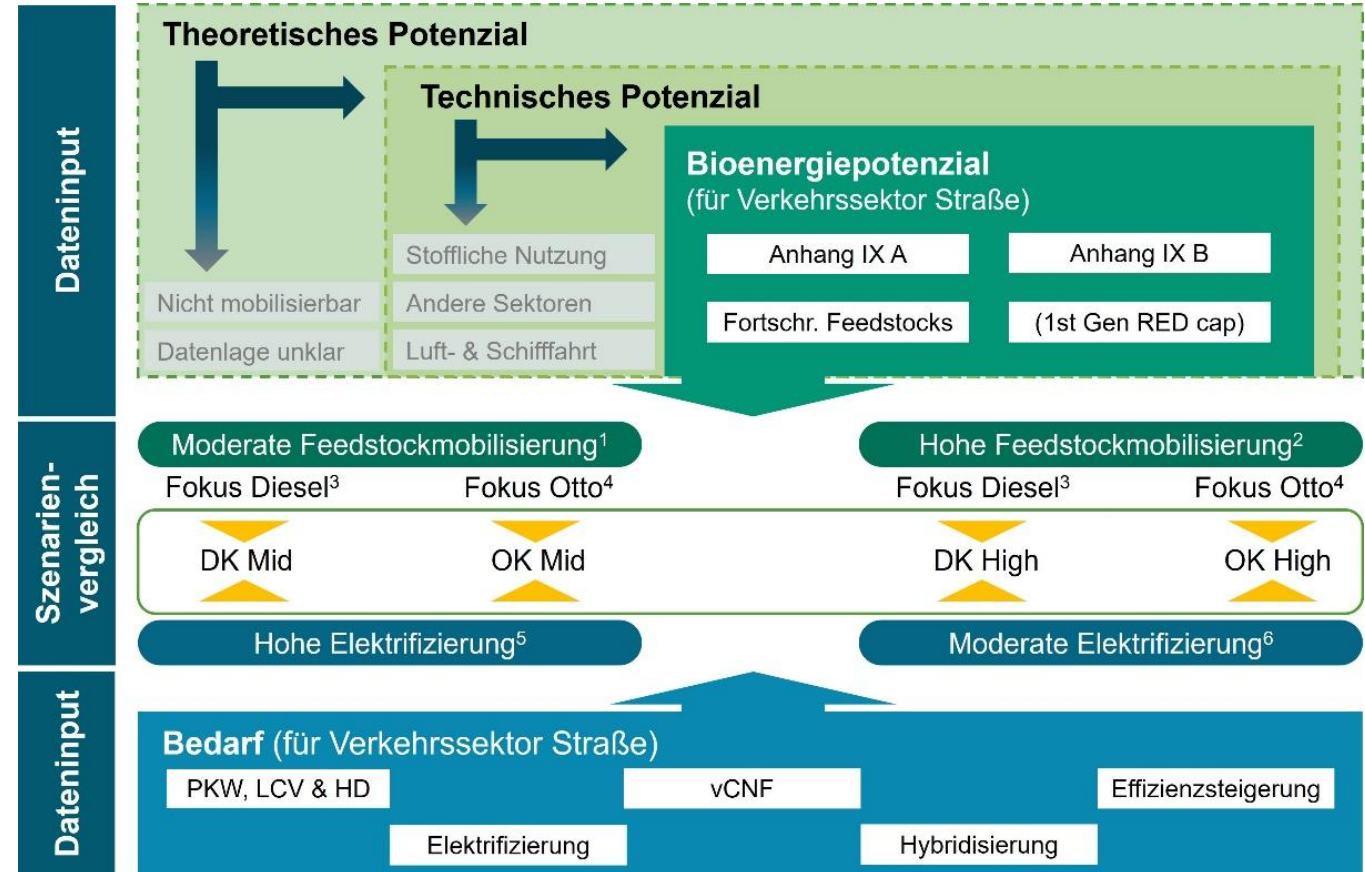 Dateninput
Theoretisches Potenzial
Technisches Potenzial
Bioenergiepotenzial
(für Verkehrssektor Straße)
Stoffliche Nutzung
Anhang IX A
Anhang IX B
Nicht mobilisierbar
Andere Sektoren
Fortschr. Feedstocks
(1st Gen RED cap)
Datenlage unklar
Luft- & Schifffahrt
Szenarien-
vergleich
Moderate Feedstockmobilisierung¹
Hohe Feedstockmobilisierung²
Fokus Diesel³
Fokus Otto⁴
Fokus Diesel³
Fokus Otto⁴
DK Mid
OK Mid
DK High
OK High
Hohe Elektrifizierung⁵
Moderate Elektrifizierung⁶
Dateninput
Bedarf (für Verkehrssektor Straße)
PKW, LCV & HD
vCNF
Effizienzsteigerung
Elektrifizierung
Hybridisierung